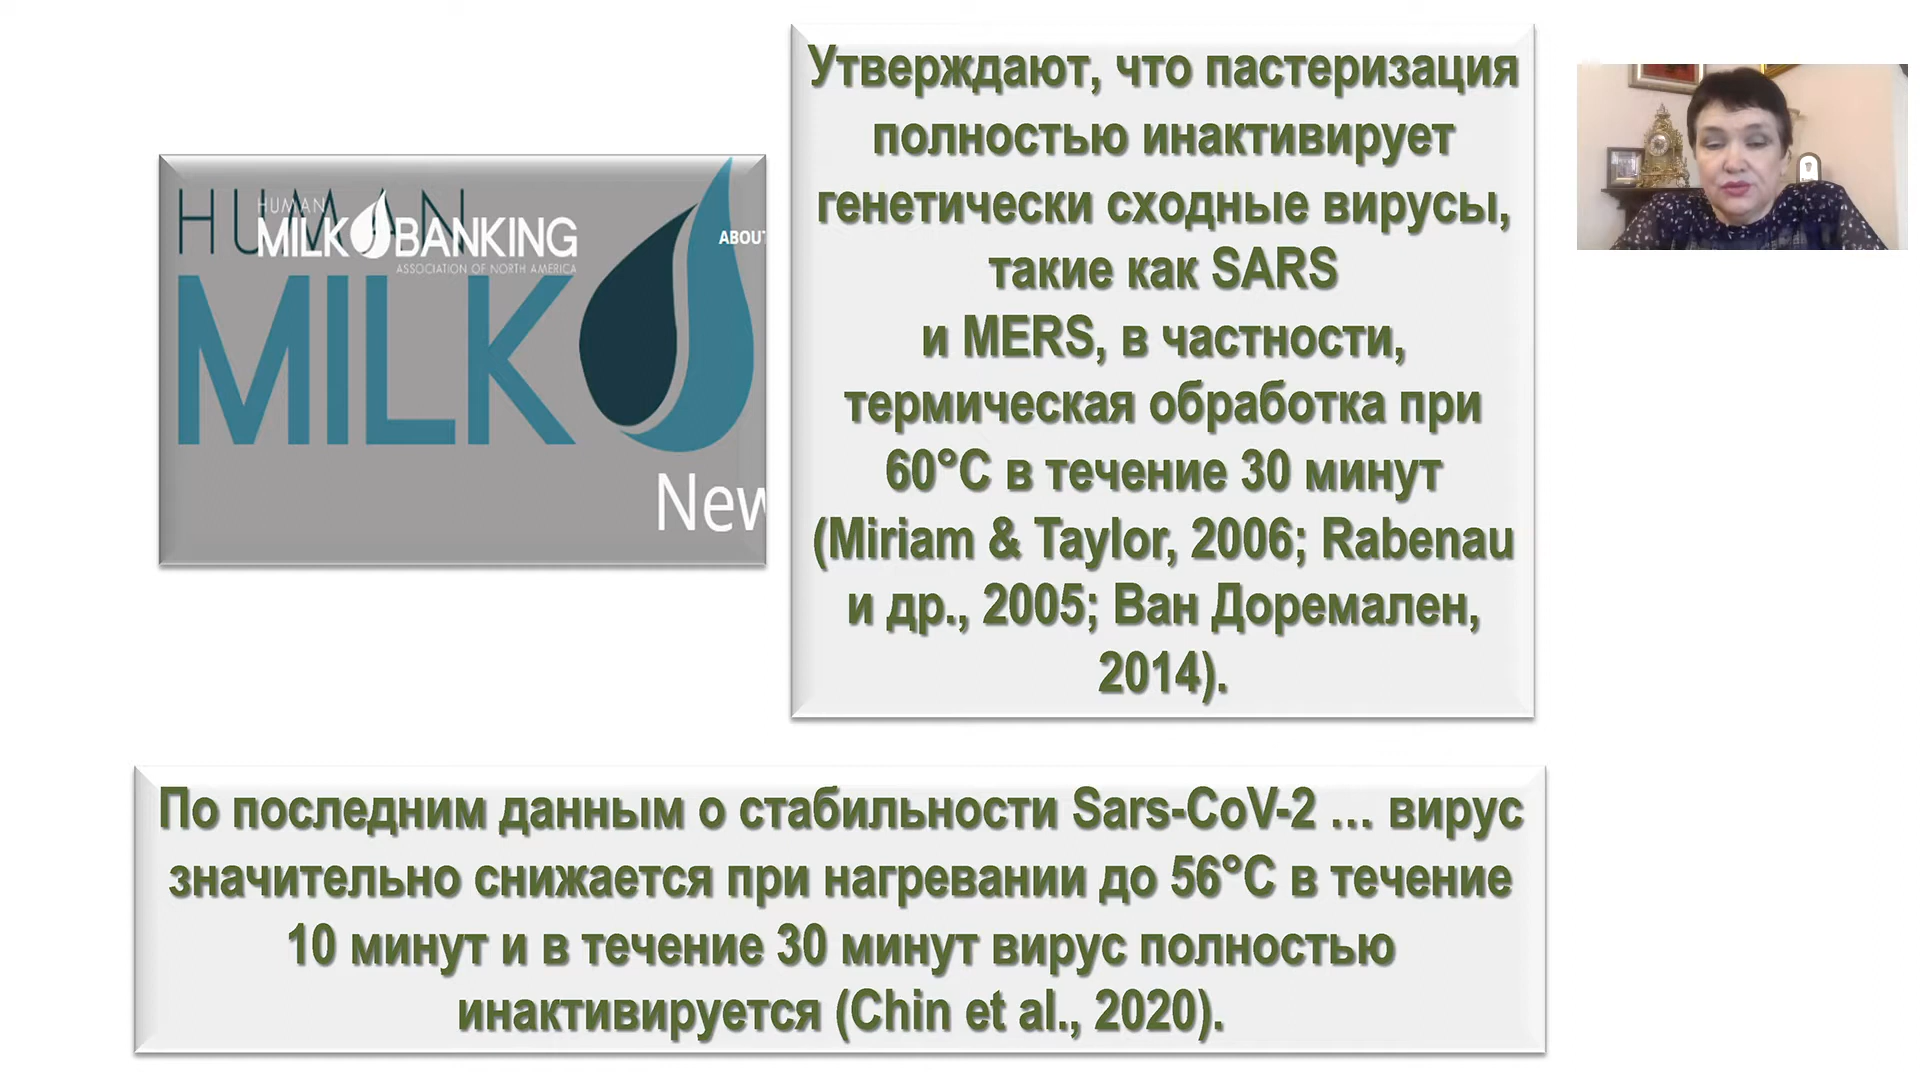 HUMAN
MILK BANKING
ASSOCIATION OF NORTH AMERICA
ABOUT
HUMAN
MILK
New
Утверждают, что пастеризация
полностью инактивирует
генетически сходные вирусы,
такие как SARS
и MERS, в частности,
термическая обработка при
60°C в течение 30 минут
(Miriam & Taylor, 2006; Rabenau
и др., 2005; Ван Доремален,
2014).
По последним данным о стабильности Sars-CoV-2 … вирус
значительно снижается при нагревании до 56°C в течение
10 минут и в течение 30 минут вирус полностью
инактивируется (Chin et al., 2020).